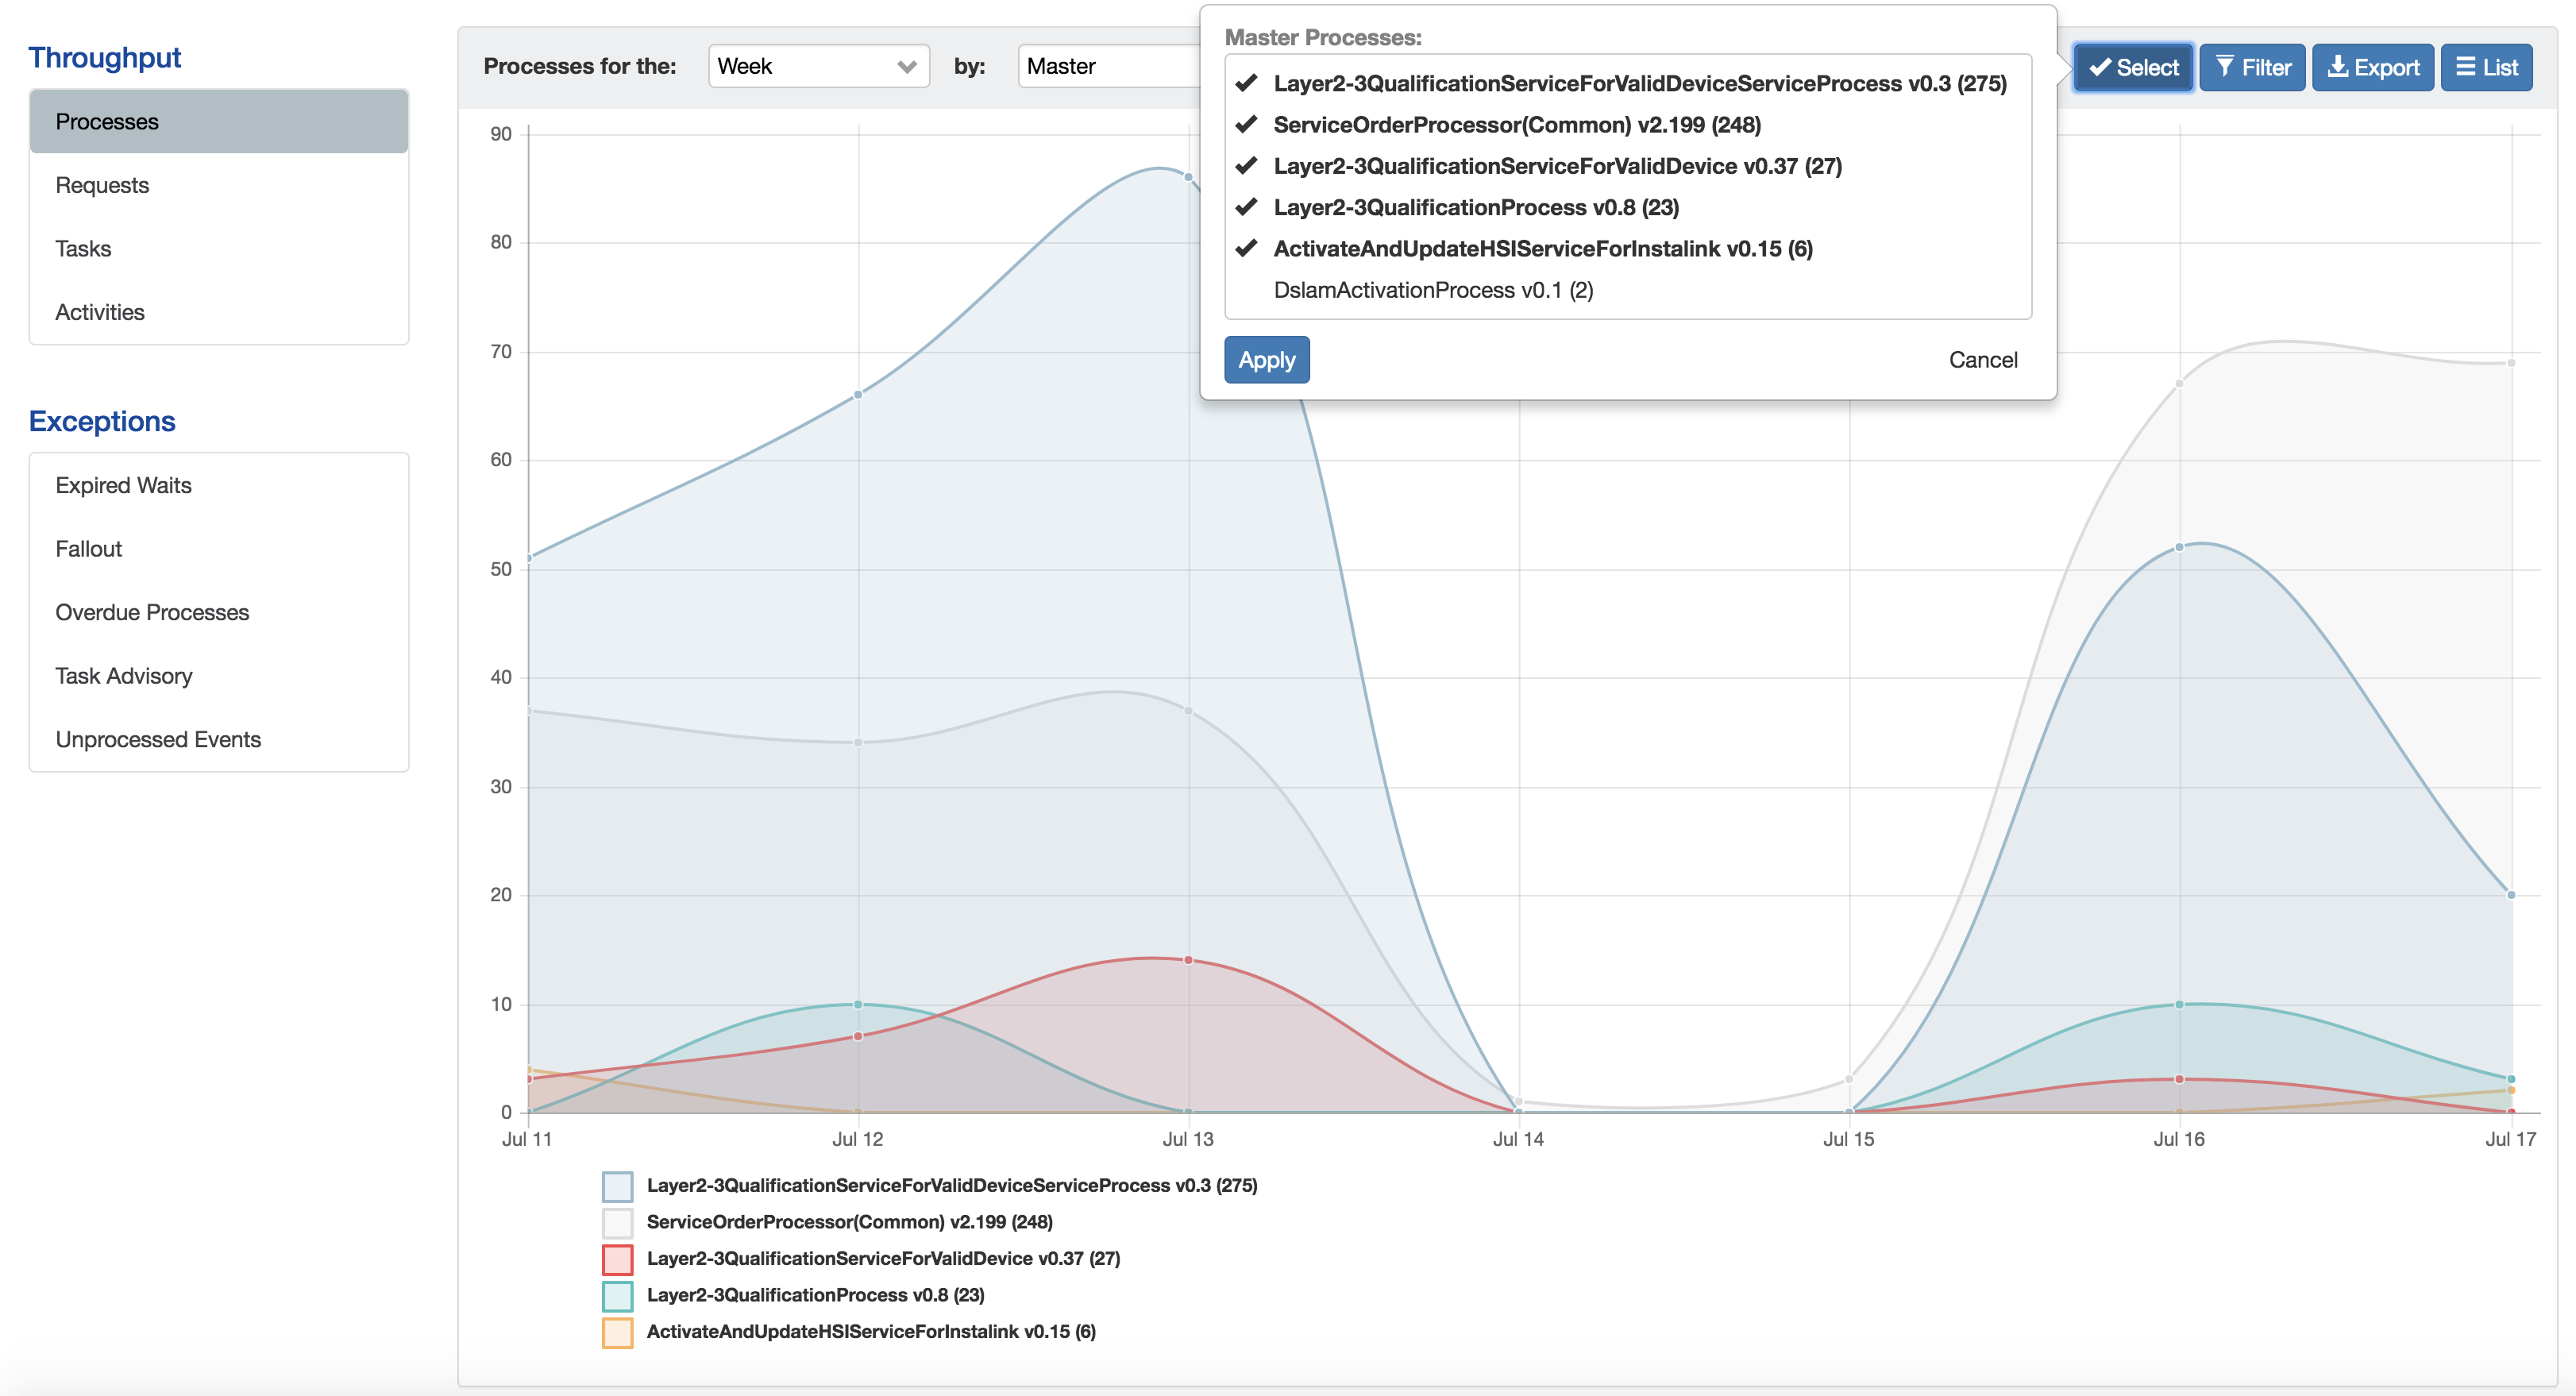 Throughput
Processes
Requests
Tasks
Activities
Exceptions
Expired Waits
Fallout
Overdue Processes
Task Advisory
Unprocessed Events
Processes for the: Week by: Master
Select Filter Export List
Master Processes:
Layer2-3QualificationServiceForValidDeviceServiceProcess v0.3 (275)
ServiceOrderProcessor(Common) v2.199 (248)
Layer2-3QualificationServiceForValidDevice v0.37 (27)
Layer2-3QualificationProcess v0.8 (23)
ActivateAndUpdateHSIServiceForInstalink v0.15 (6)
DslamActivationProcess v0.1 (2)
Apply Cancel
90
80
70
60
50
40
30
20
10
0
Jul 11 Jul 12 Jul 13 Jul 14 Jul 15 Jul 16 Jul 17
Layer2-3QualificationServiceForValidDeviceServiceProcess v0.3 (275)
ServiceOrderProcessor(Common) v2.199 (248)
Layer2-3QualificationServiceForValidDevice v0.37 (27)
Layer2-3QualificationProcess v0.8 (23)
ActivateAndUpdateHSIServiceForInstalink v0.15 (6)